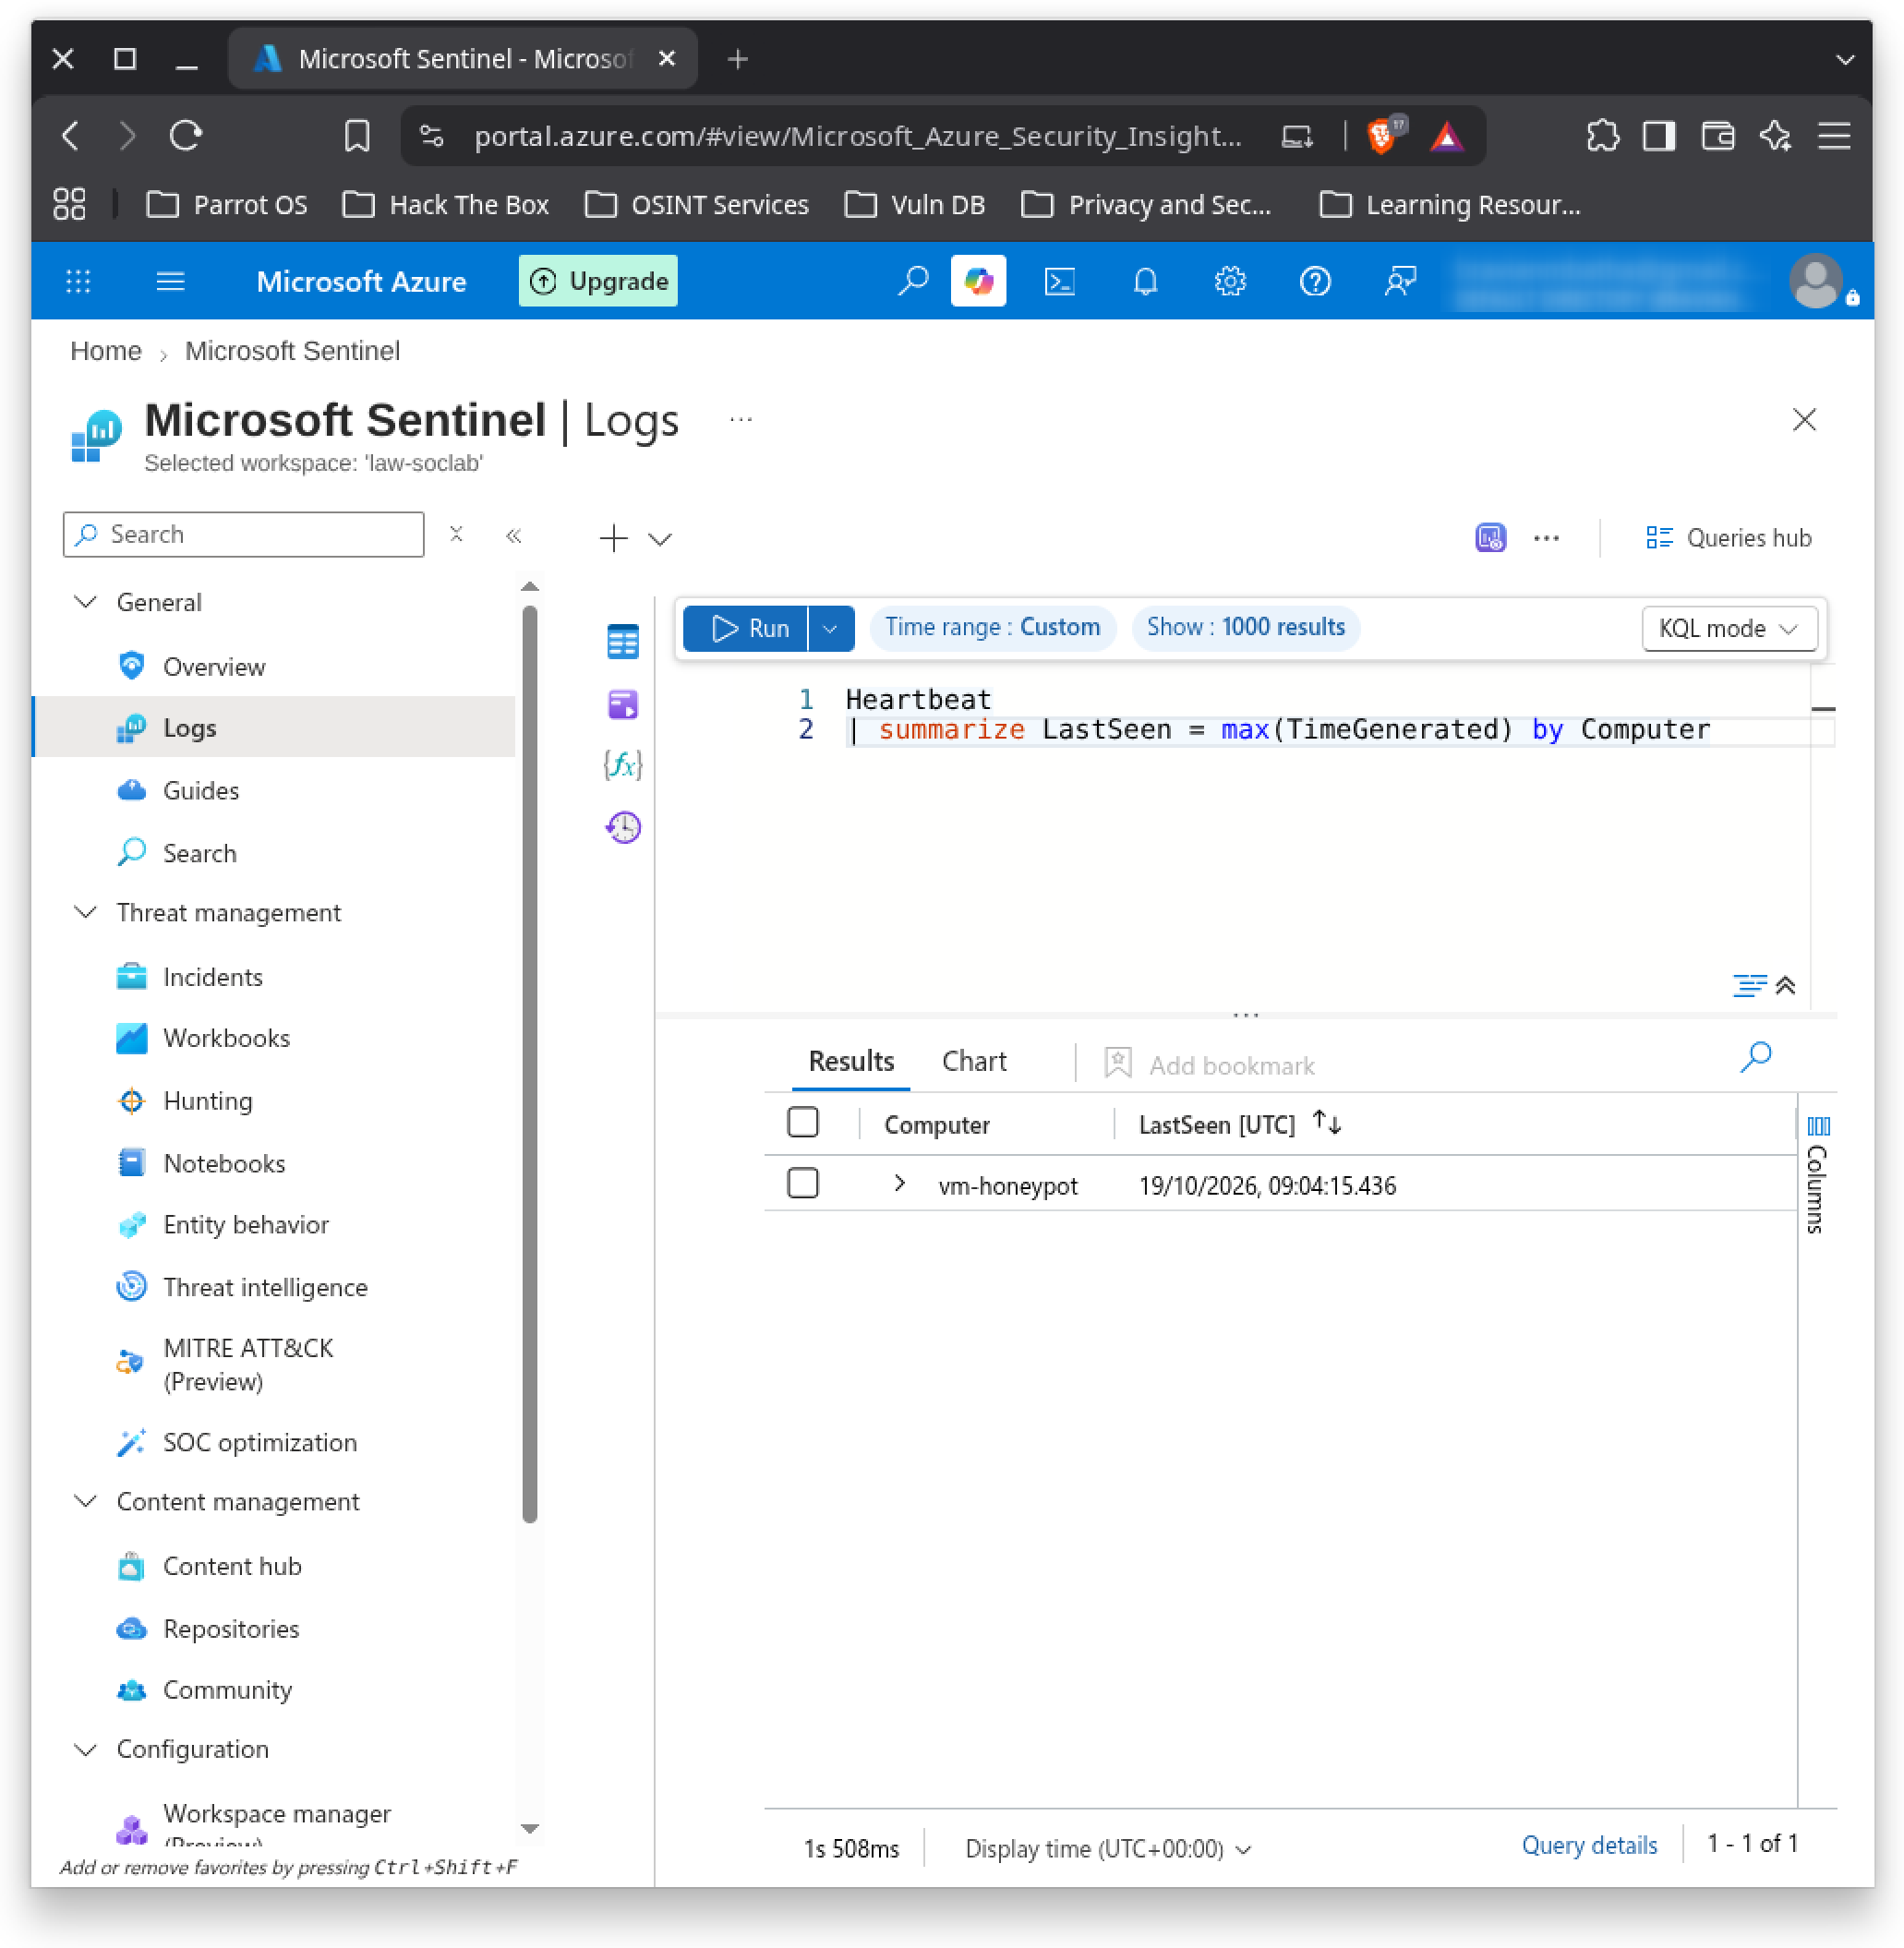 Microsoft Sentinel - Microsof
portal.azure.com/#view/Microsoft_Azure_Security_Insight...
17
Parrot OS
Hack The Box
OSINT Services
Vuln DB
Privacy and Sec...
Learning Resour...
Microsoft Azure
Upgrade
Home
Microsoft Sentinel
Microsoft Sentinel | Logs
...
Selected workspace: 'law-soclab'
Search
General
Overview
Logs
Guides
Search
Threat management
Incidents
Workbooks
Hunting
Notebooks
Entity behavior
Threat intelligence
MITRE ATT&CK
(Preview)
SOC optimization
Content management
Content hub
Repositories
Community
Configuration
Workspace manager
(Preview)
Add or remove favorites by pressing Ctrl+Shift+F
Queries hub
Run
Time range : Custom
Show : 1000 results
KQL mode
1 Heartbeat
2 | summarize LastSeen = max(TimeGenerated) by Computer
{fx}
Results
Chart
Add bookmark
Computer
LastSeen [UTC]
vm-honeypot
19/10/2026, 09:04:15.436
Columns
1s 508ms
Display time (UTC+00:00)
Query details
1 - 1 of 1